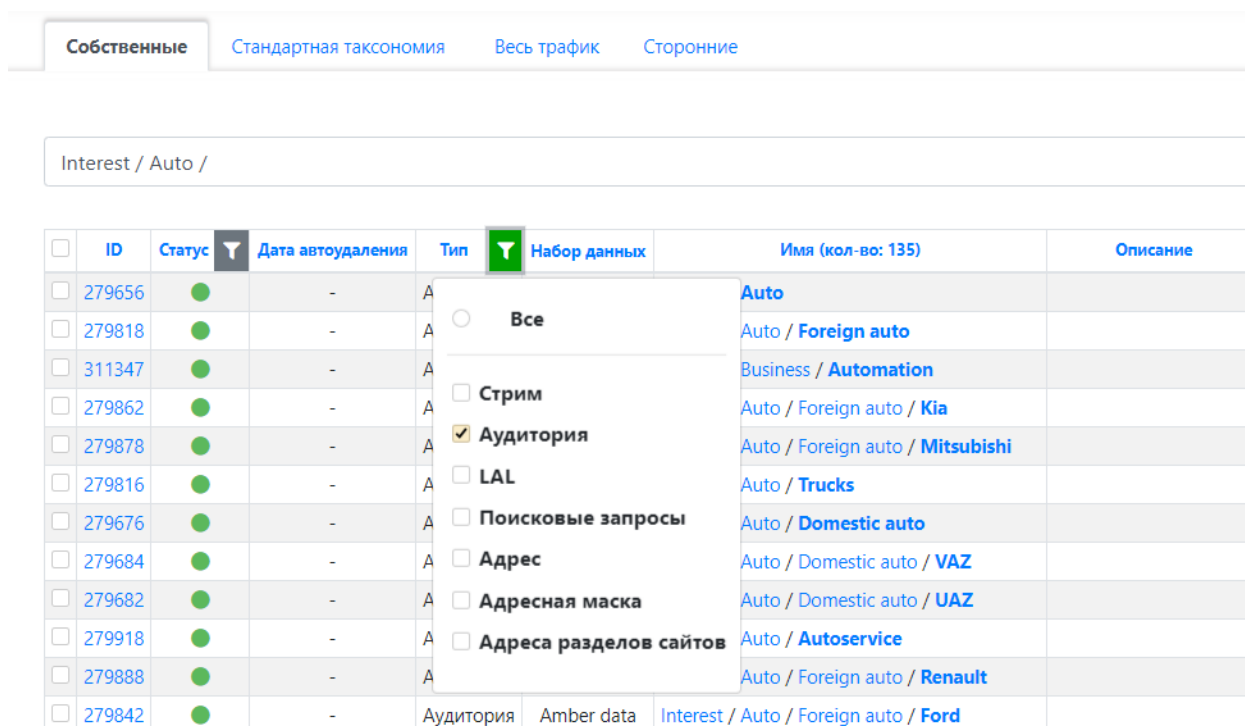 Собственные Стандартная таксономия Весь трафик Сторонние
Interest / Auto /
ID Статус Дата автоудаления Тип Набор данных Имя (кол-во: 135) Описание
279656 - А Auto
Все
279818 - А Auto / Foreign auto
311347 - А Business / Automation
Стрим
279862 - А Auto / Foreign auto / Kia
Аудитория
279878 - А Auto / Foreign auto / Mitsubishi
LAL
279816 - А Auto / Trucks
Поисковые запросы
279676 - А Auto / Domestic auto
Адрес
279684 - А Auto / Domestic auto / VAZ
Адресная маска
279682 - А Auto / Domestic auto / UAZ
Адреса разделов сайтов
279918 - А Auto / Autoservice
279888 - А Auto / Foreign auto / Renault
279842 - Аудитория Amber data Interest / Auto / Foreign auto / Ford